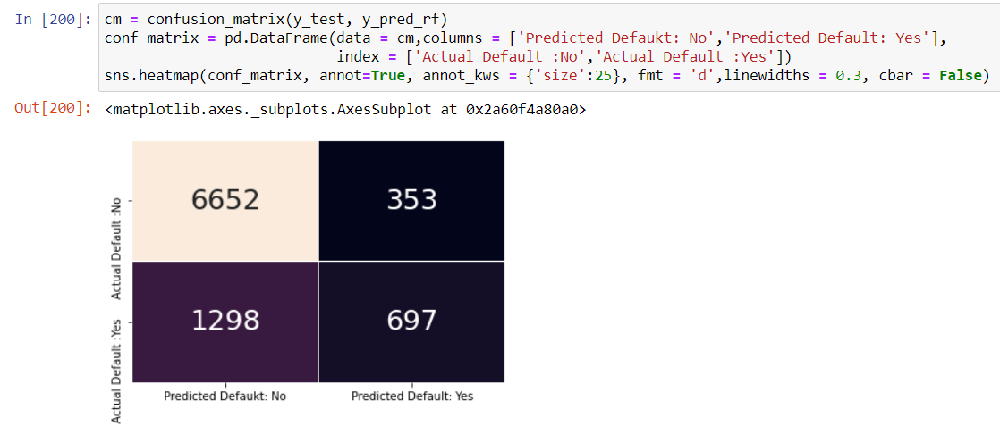 In [200]: cm = confusion_matrix(y_test, y_pred_rf)
conf_matrix = pd.DataFrame(data = cm,columns = ['Predicted Defaukt: No','Predicted Default: Yes'],
index = ['Actual Default :No','Actual Default :Yes'])
sns.heatmap(conf_matrix, annot=True, annot_kws = {'size':25}, fmt = 'd',linewidths = 0.3, cbar = False)
Out[200]: <matplotlib.axes._subplots.AxesSubplot at 0x2a60f4a80a0>
Actual Default :No
6652 353
Actual Default :Yes
1298 697
Predicted Defaukt: No Predicted Default: Yes